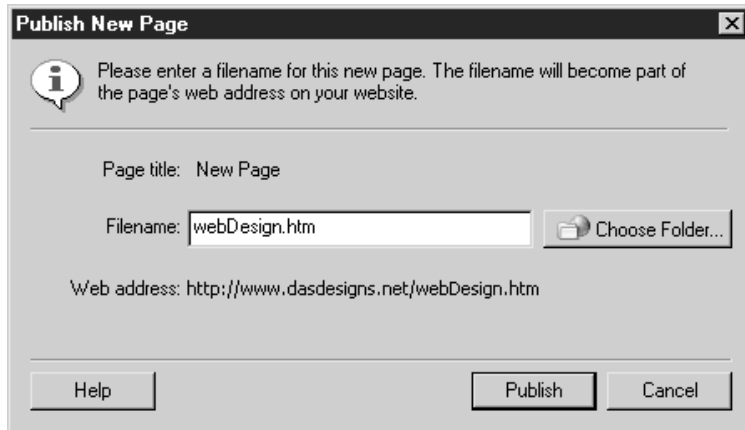 Publish New Page
Please enter a filename for this new page. The filename will become part of
the page's web address on your website.
Page title: New Page
Filename: webDesign.htm Choose Folder...
Web address: http://www.dasdesigns.net/webDesign.htm
Help Publish Cancel